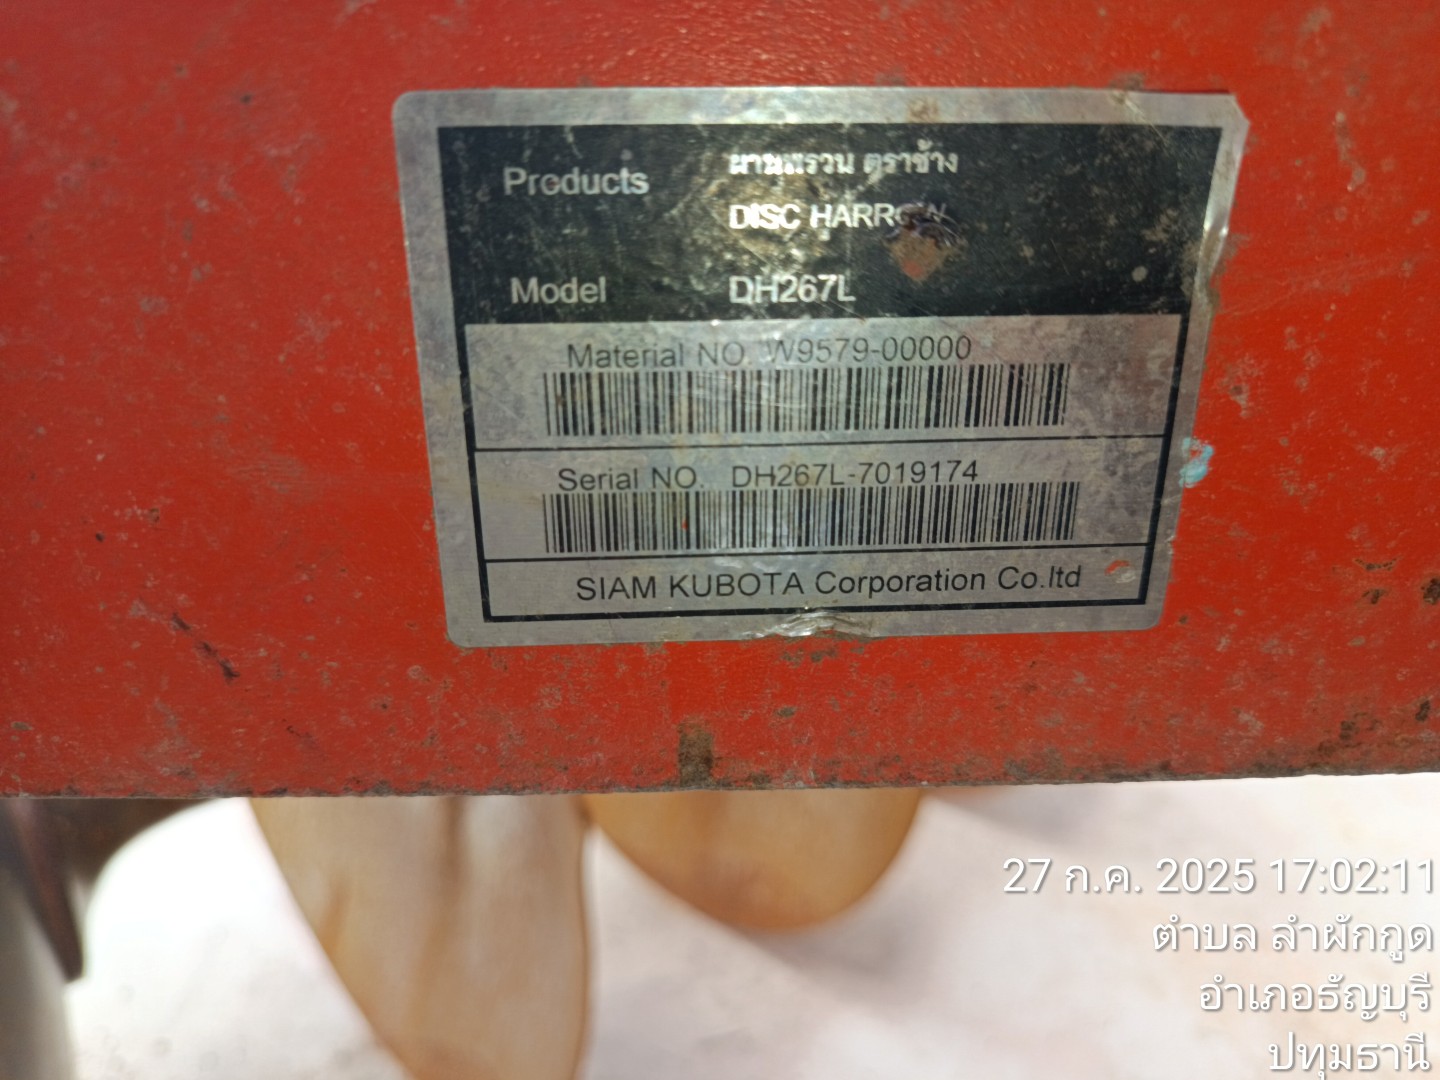 Products ผานพรวน ตราช้าง
DISC HARROW
Model DH267L
Material NO. W9579-00000
Serial NO. DH267L-7019174
SIAM KUBOTA Corporation Co.ltd
27 ก.ค. 2025 17:02:11
ตำบล ลำผักกูด
อำเภอธัญบุรี
ปทุมธานี